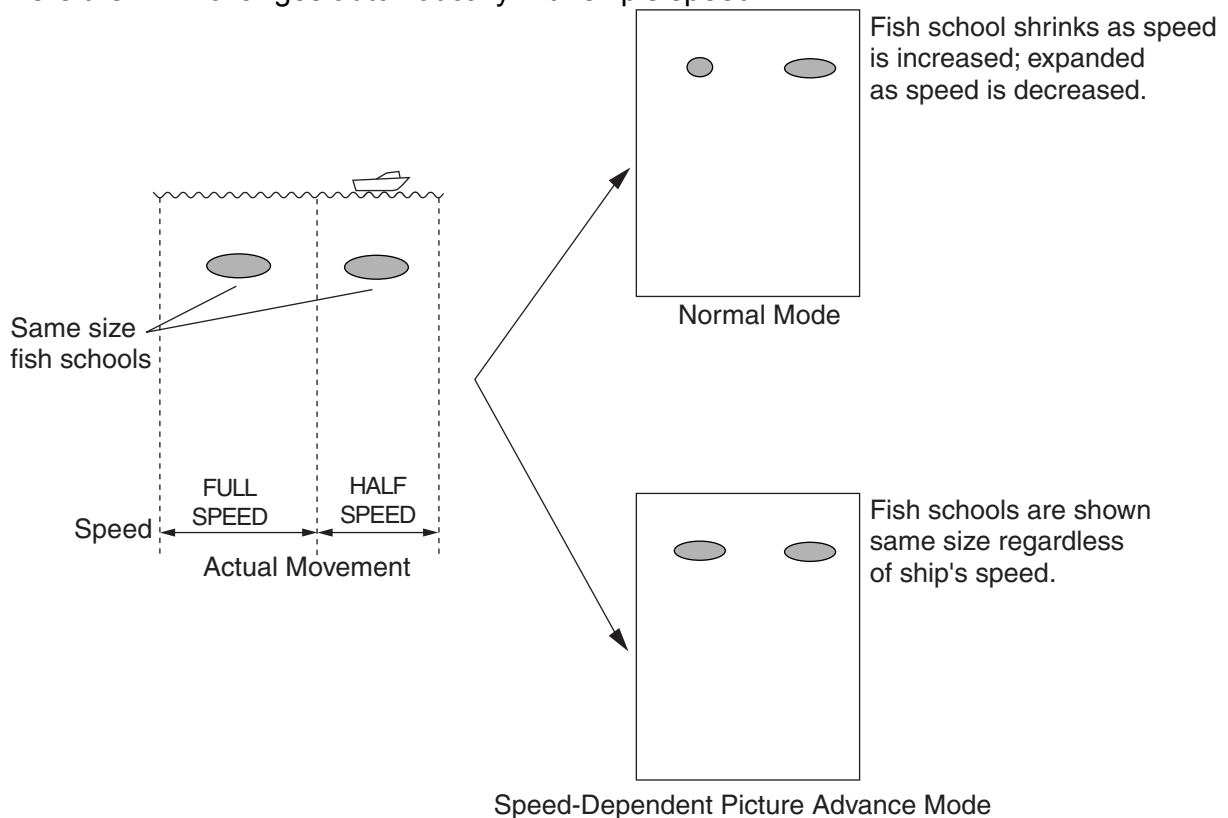 Fish school shrinks as speed
is increased; expanded
as speed is decreased.
Normal Mode
Same size
fish schools
FULL
SPEED
HALF
SPEED
Speed
Actual Movement
Fish schools are shown
same size regardless
of ship's speed.
Speed-Dependent Picture Advance Mode